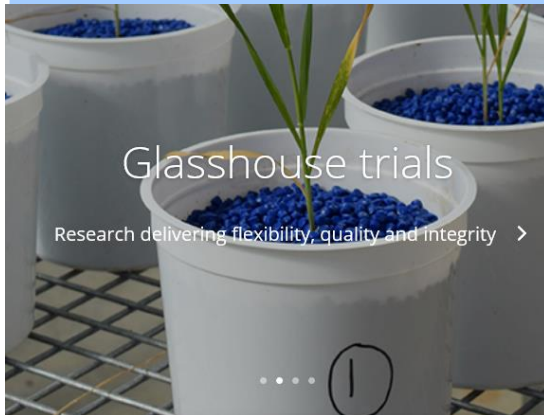 Glasshouse trials
Research delivering flexibility, quality and integrity
1